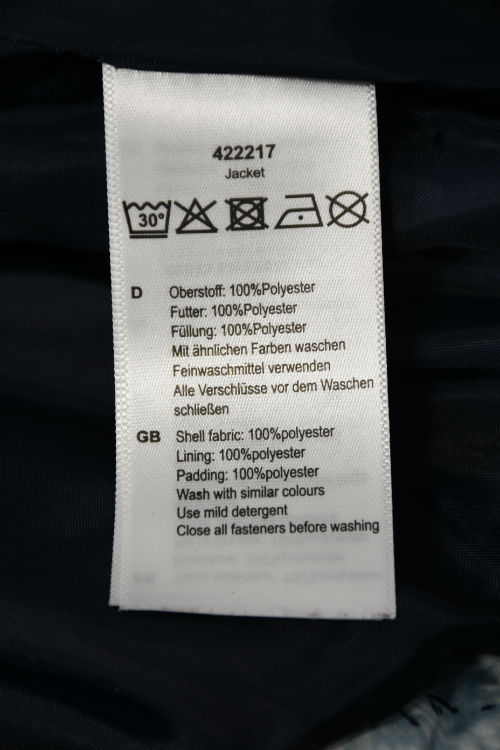 422217
Jacket
30°
D Oberstoff: 100%Polyester
Futter: 100%Polyester
Füllung: 100%Polyester
Mit ähnlichen Farben waschen
Feinwaschmittel verwenden
Alle Verschlüsse vor dem Waschen
schließen
GB Shell fabric: 100%polyester
Lining: 100%polyester
Padding: 100%polyester
Wash with similar colours
Use mild detergent
Close all fasteners before washing